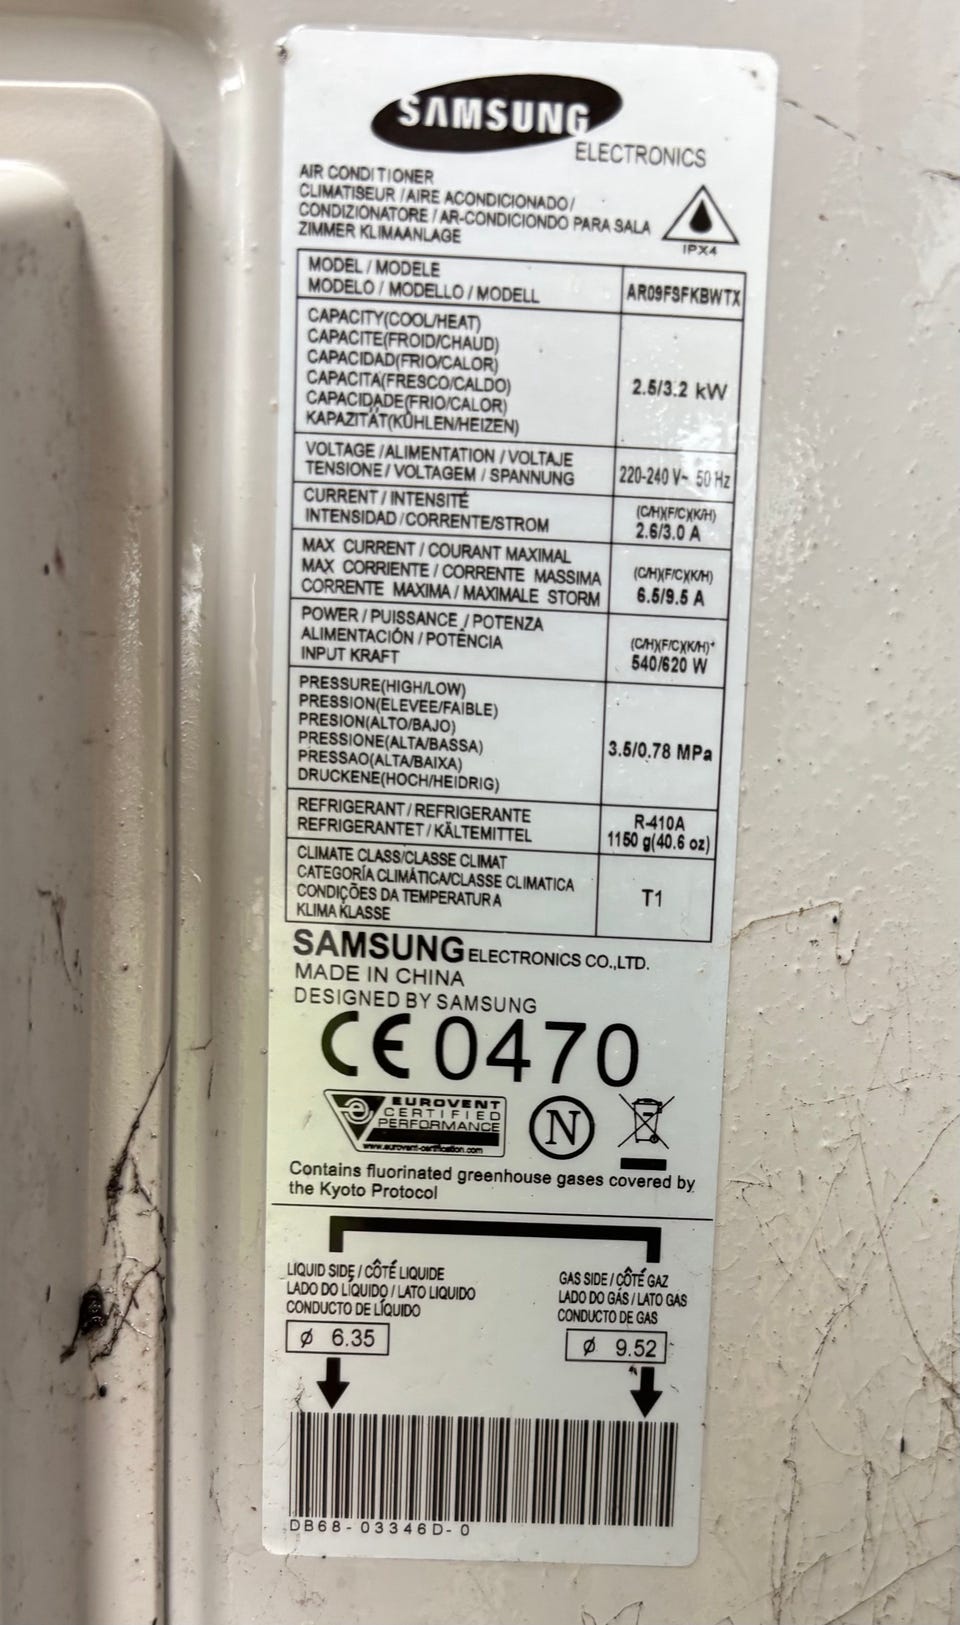 SAMSUNG
ELECTRONICS
AIR CONDITIONER
CLIMATISEUR / AIRE ACONDICIONADO /
CONDIZIONATORE / AR-CONDICIONDO PARA SALA
ZIMMER KLIMAANLAGE
IPX4
MODEL / MODELE
MODELO / MODELLO / MODELL
AR09FSFKBWTX
CAPACITY(COOL/HEAT)
CAPACITE(FROID/CHAUD)
CAPACIDAD(FRIO/CALOR)
CAPACITÁ(FRESCO/CALDO)
CAPACIDADE(FRIO/CALOR)
KAPAZITÄT(KÜHLEN/HEIZEN)
2.5/3.2 kW
VOLTAGE / ALIMENTATION / VOLTAJE
TENSIONE / VOLTAGEM / SPANNUNG
220-240 V~ 50 Hz
CURRENT / INTENSITÉ
INTENSIDAD / CORRENTE/STROM
(C/H)(F/C)(K/H)
2.6/3.0 A
MAX CURRENT / COURANT MAXIMAL
MAX CORRIENTE / CORRENTE MASSIMA
CORRENTE MAXIMA / MAXIMALE STORM
(C/H)(F/C)(K/H)
6.5/9.5 A
POWER / PUISSANCE / POTENZA
ALIMENTACIÓN / POTÊNCIA
INPUT KRAFT
(C/H)(F/C)(K/H)*
540/620 W
PRESSURE(HIGH/LOW)
PRESSION(ELEVEE/FAIBLE)
PRESION(ALTO/BAJO)
PRESSIONE(ALTA/BASSA)
PRESSAO(ALTA/BAIXA)
DRUCKENE(HOCH/HEIDRIG)
3.5/0.78 MPa
REFRIGERANT / REFRIGERANTE
REFRIGERANTET / KÄLTEMITTEL
R-410A
1150 g(40.6 oz)
CLIMATE CLASS/CLASSE CLIMAT
CATEGORÍA CLIMÁTICA/CLASSE CLIMATICA
CONDIÇÕES DA TEMPERATURA
KLIMA KLASSE
T1
SAMSUNG ELECTRONICS CO.,LTD.
MADE IN CHINA
DESIGNED BY SAMSUNG
CE 0470
EUROVENT
CERTIFIED
PERFORMANCE
www.eurovent-certification.com
N
Contains fluorinated greenhouse gases covered by
the Kyoto Protocol
LIQUID SIDE / CÔTÉ LIQUIDE
LADO DO LÍQUIDO / LATO LIQUIDO
CONDUCTO DE LÍQUIDO
ø 6.35
GAS SIDE / CÔTÉ GAZ
LADO DO GÁS / LATO GAS
CONDUCTO DE GAS
ø 9.52
DB68-03346D-0